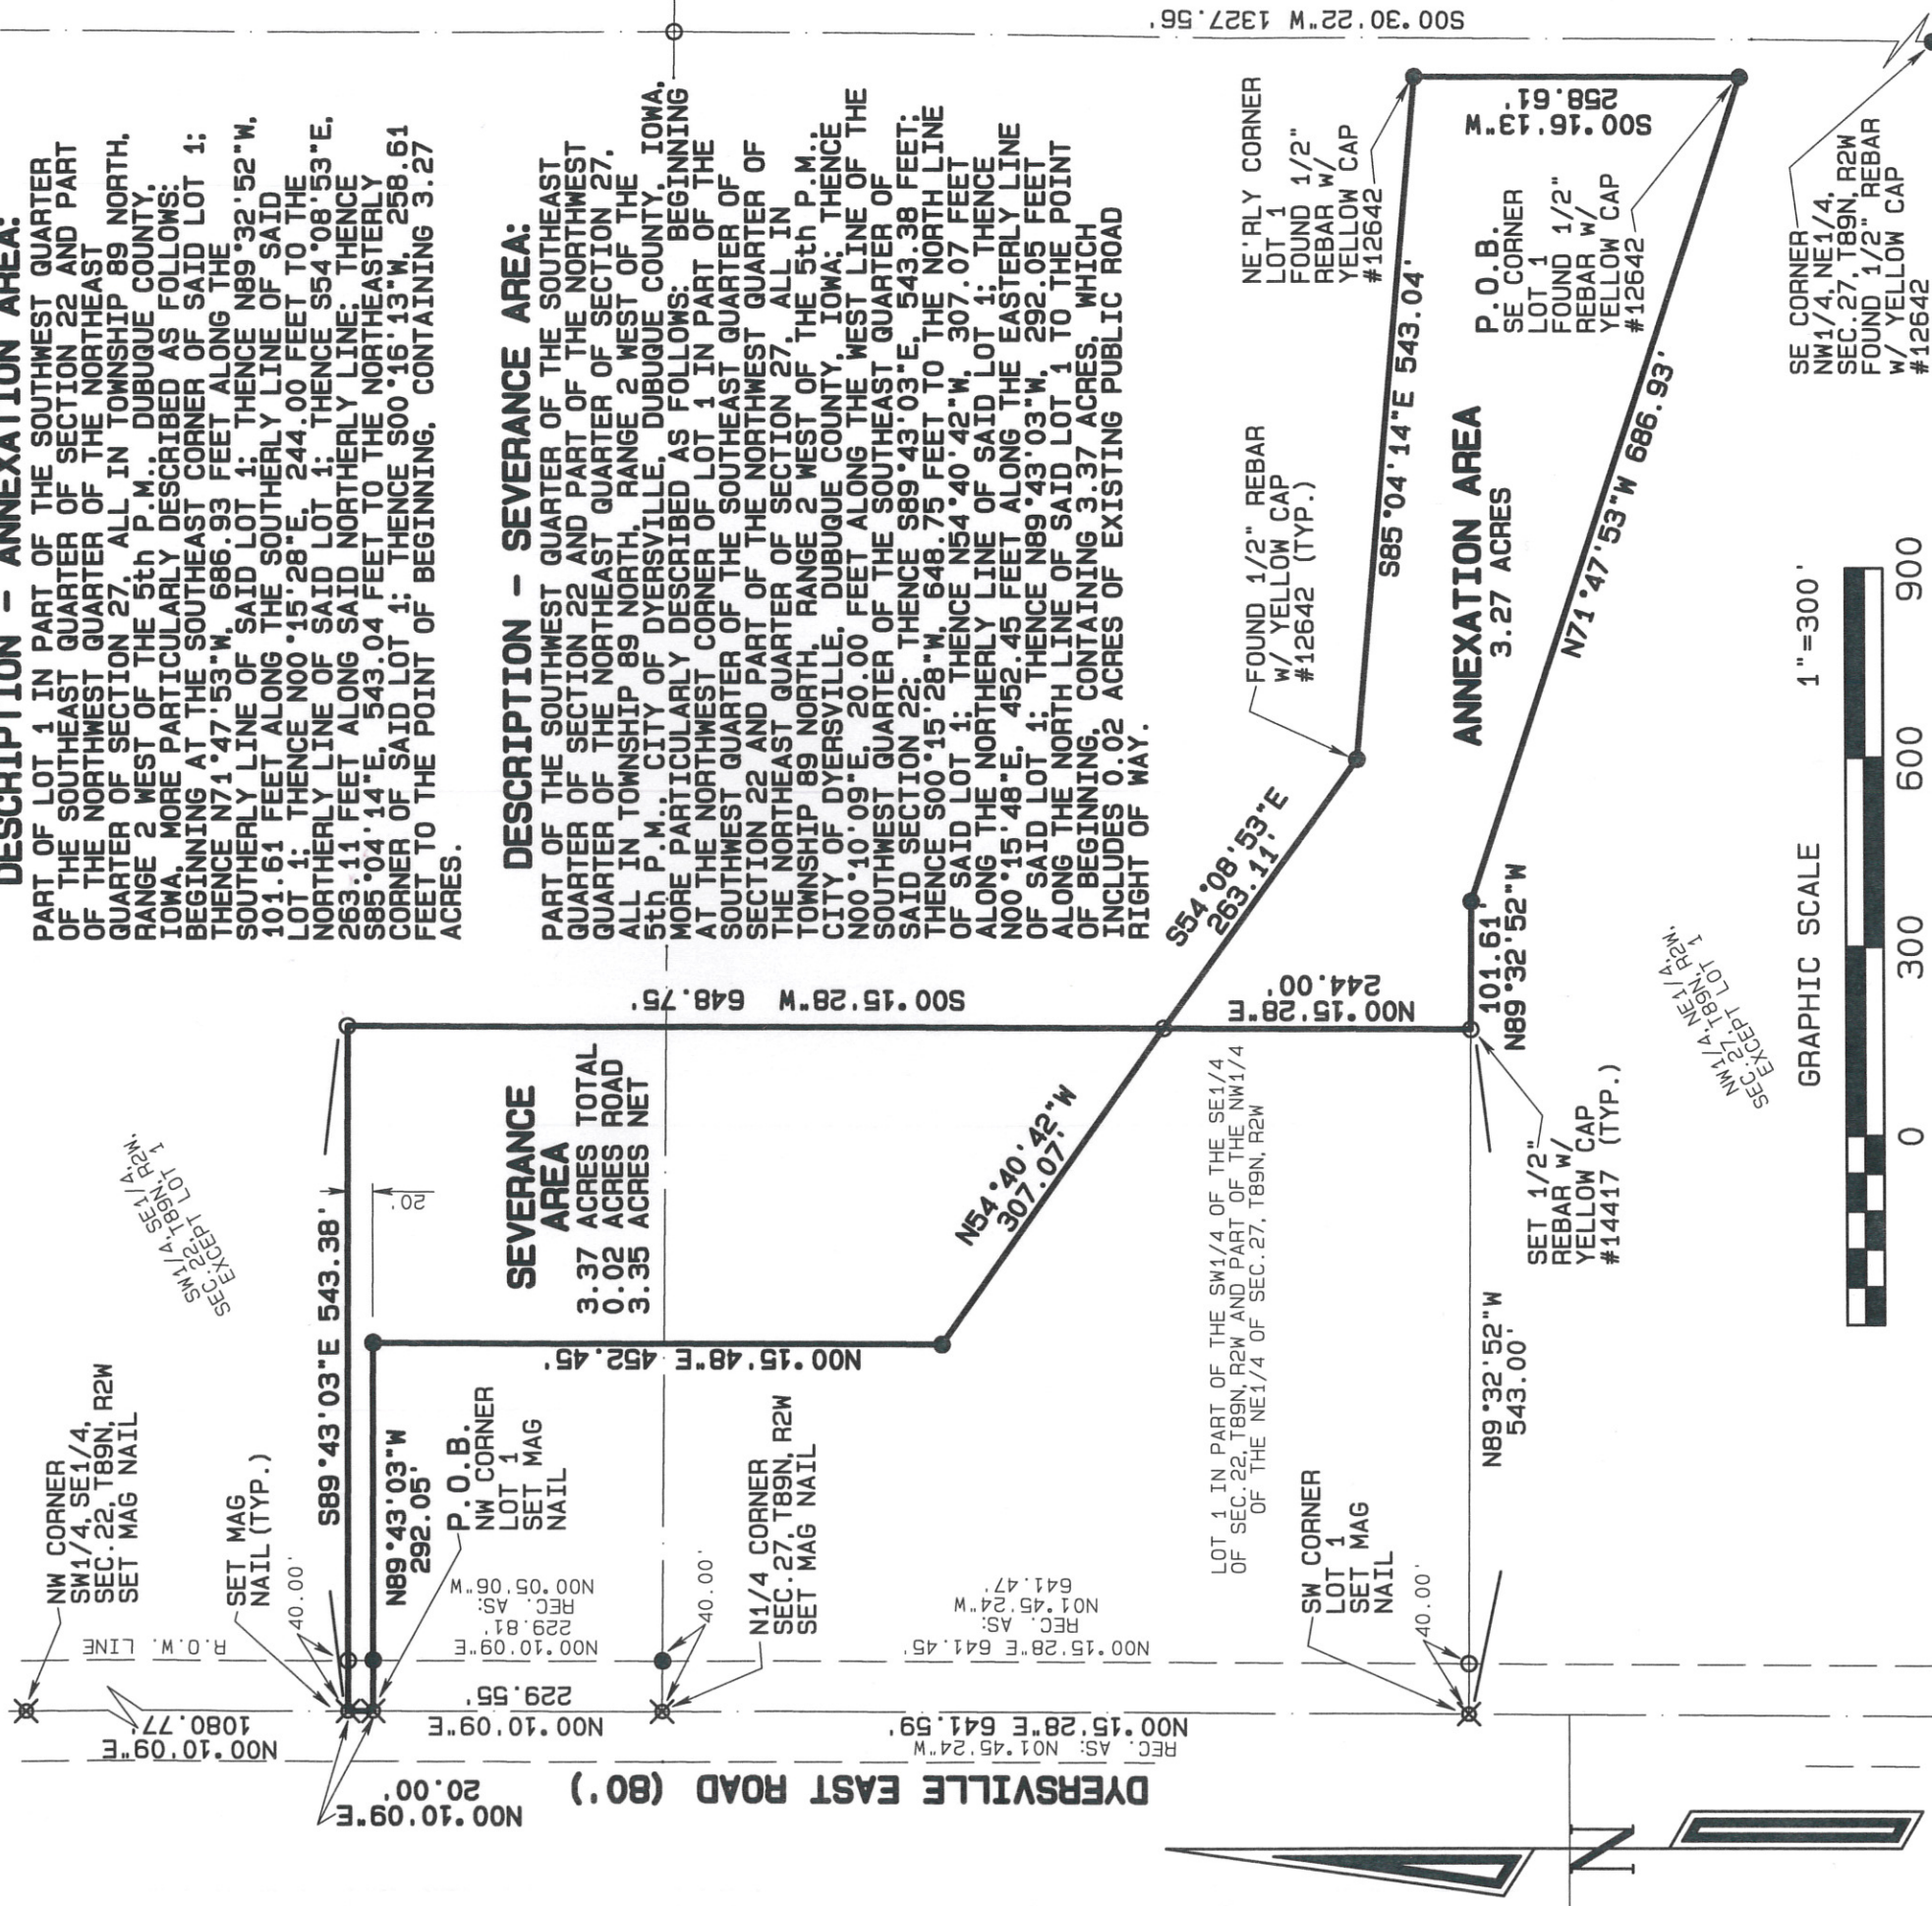 DESCRIPTION - ANNEXATION AREA:
PART OF LOT 1 IN PART OF THE SOUTHWEST QUARTER
OF THE SOUTHEAST QUARTER OF SECTION 22 AND PART
OF THE NORTHWEST QUARTER OF THE NORTHEAST
QUARTER OF SECTION 27, ALL IN TOWNSHIP 89 NORTH,
RANGE 2 WEST OF THE 5th P.M., DUBUQUE COUNTY,
IOWA, MORE PARTICULARLY DESCRIBED AS FOLLOWS:
BEGINNING AT THE SOUTHEAST CORNER OF SAID LOT 1;
THENCE N71°47'53"W, 686.93 FEET ALONG THE
SOUTHERLY LINE OF SAID LOT 1; THENCE N89°32'52"W,
101.61 FEET ALONG THE SOUTHERLY LINE OF SAID
LOT 1; THENCE N00°15'28"E, 244.00 FEET TO THE
NORTHERLY LINE OF SAID LOT 1; THENCE S54°08'53"E,
263.11 FEET ALONG SAID NORTHERLY LINE; THENCE
S85°04'14"E, 543.04 FEET TO THE NORTHEASTERLY
CORNER OF SAID LOT 1; THENCE S00°16'13"W, 258.61
FEET TO THE POINT OF BEGINNING, CONTAINING 3.27
ACRES.
DESCRIPTION - SEVERANCE AREA:
PART OF THE SOUTHWEST QUARTER OF THE SOUTHEAST
QUARTER OF SECTION 22 AND PART OF THE NORTHWEST
QUARTER OF THE NORTHEAST QUARTER OF SECTION 27,
ALL IN TOWNSHIP 89 NORTH, RANGE 2 WEST OF THE
5th P.M., CITY OF DYERSVILLE, DUBUQUE COUNTY, IOWA,
MORE PARTICULARLY DESCRIBED AS FOLLOWS: BEGINNING
AT THE NORTHWEST CORNER OF LOT 1 IN PART OF THE
SOUTHWEST QUARTER OF THE SOUTHEAST QUARTER OF
SECTION 22 AND PART OF THE NORTHWEST QUARTER OF
THE NORTHEAST QUARTER OF SECTION 27, ALL IN
TOWNSHIP 89 NORTH, RANGE 2 WEST OF THE 5th P.M.,
CITY OF DYERSVILLE, DUBUQUE COUNTY, IOWA; THENCE
N00°10'09"E, 20.00 FEET ALONG THE WEST LINE OF THE
SOUTHWEST QUARTER OF THE SOUTHEAST QUARTER OF
SAID SECTION 22; THENCE S89°43'03"E, 543.38 FEET;
THENCE S00°15'28"W, 648.75 FEET TO THE NORTH LINE
OF SAID LOT 1; THENCE N54°40'42"W, 307.07 FEET
ALONG THE NORTHERLY LINE OF SAID LOT 1; THENCE
N00°15'48"E, 452.45 FEET ALONG THE EASTERLY LINE
OF SAID LOT 1; THENCE N89°43'03"W, 292.05 FEET
ALONG THE NORTH LINE OF SAID LOT 1 TO THE POINT
OF BEGINNING, CONTAINING 3.37 ACRES, WHICH
INCLUDES 0.02 ACRES OF EXISTING PUBLIC ROAD
RIGHT OF WAY.
NW CORNER
SW1/4, SE1/4,
SEC.22, T89N, R2W
SET MAG NAIL
SET MAG
NAIL (TYP.)
40.00'
R.O.W. LINE
N00°10'09"E
1080.77'
N00°10'09"E
20.00'
S89°43'03"E 543.38'
20'
N89°43'03"W
292.05'
P.O.B.
NW CORNER
LOT 1
SET MAG
NAIL
N00°10'09"E
229.81'
REC. AS:
N00°05'06"W
N00°10'09"E
229.55'
SW1/4, SE1/4,
SEC.22, T89N, R2W,
EXCEPT LOT 1
SEVERANCE
AREA
3.37 ACRES TOTAL
0.02 ACRES ROAD
3.35 ACRES NET
S00°15'28"W 648.75'
N00°15'48"E 452.45'
40.00'
N1/4 CORNER
SEC.27, T89N, R2W
SET MAG NAIL
N54°40'42"W
307.07'
N00°15'28"E 641.45'
REC. AS:
N01°45'24"W
641.47'
N00°15'28"E 641.59'
REC. AS: N01°45'24"W
DYERSVILLE EAST ROAD (80')
LOT 1 IN PART OF THE SW1/4 OF THE SE1/4
OF SEC.22, T89N, R2W AND PART OF THE NW1/4
OF THE NE1/4 OF SEC.27, T89N, R2W
SW CORNER
LOT 1
SET MAG
NAIL
40.00'
N89°32'52"W
543.00'
SET 1/2"
REBAR W/
YELLOW CAP
#14417 (TYP.)
N00°15'28"E
244.00'
101.61'
N89°32'52"W
S54°08'53"E
263.11'
FOUND 1/2" REBAR
W/ YELLOW CAP
#12642 (TYP.)
S85°04'14"E 543.04'
ANNEXATION AREA
3.27 ACRES
N71°47'53"W 686.93'
NE'RLY CORNER
LOT 1
FOUND 1/2"
REBAR W/
YELLOW CAP
#12642
S00°16'13"W
258.61'
P.O.B.
SE CORNER
LOT 1
FOUND 1/2"
REBAR W/
YELLOW CAP
#12642
S00°30'22"W 1327.56'
SE CORNER
NW1/4, NE1/4,
SEC.27, T89N, R2W
FOUND 1/2" REBAR
W/ YELLOW CAP
#12642
NW1/4, NE1/4,
SEC.27, T89N, R2W,
EXCEPT LOT 1
GRAPHIC SCALE 1"=300'
0 300 600 900
N